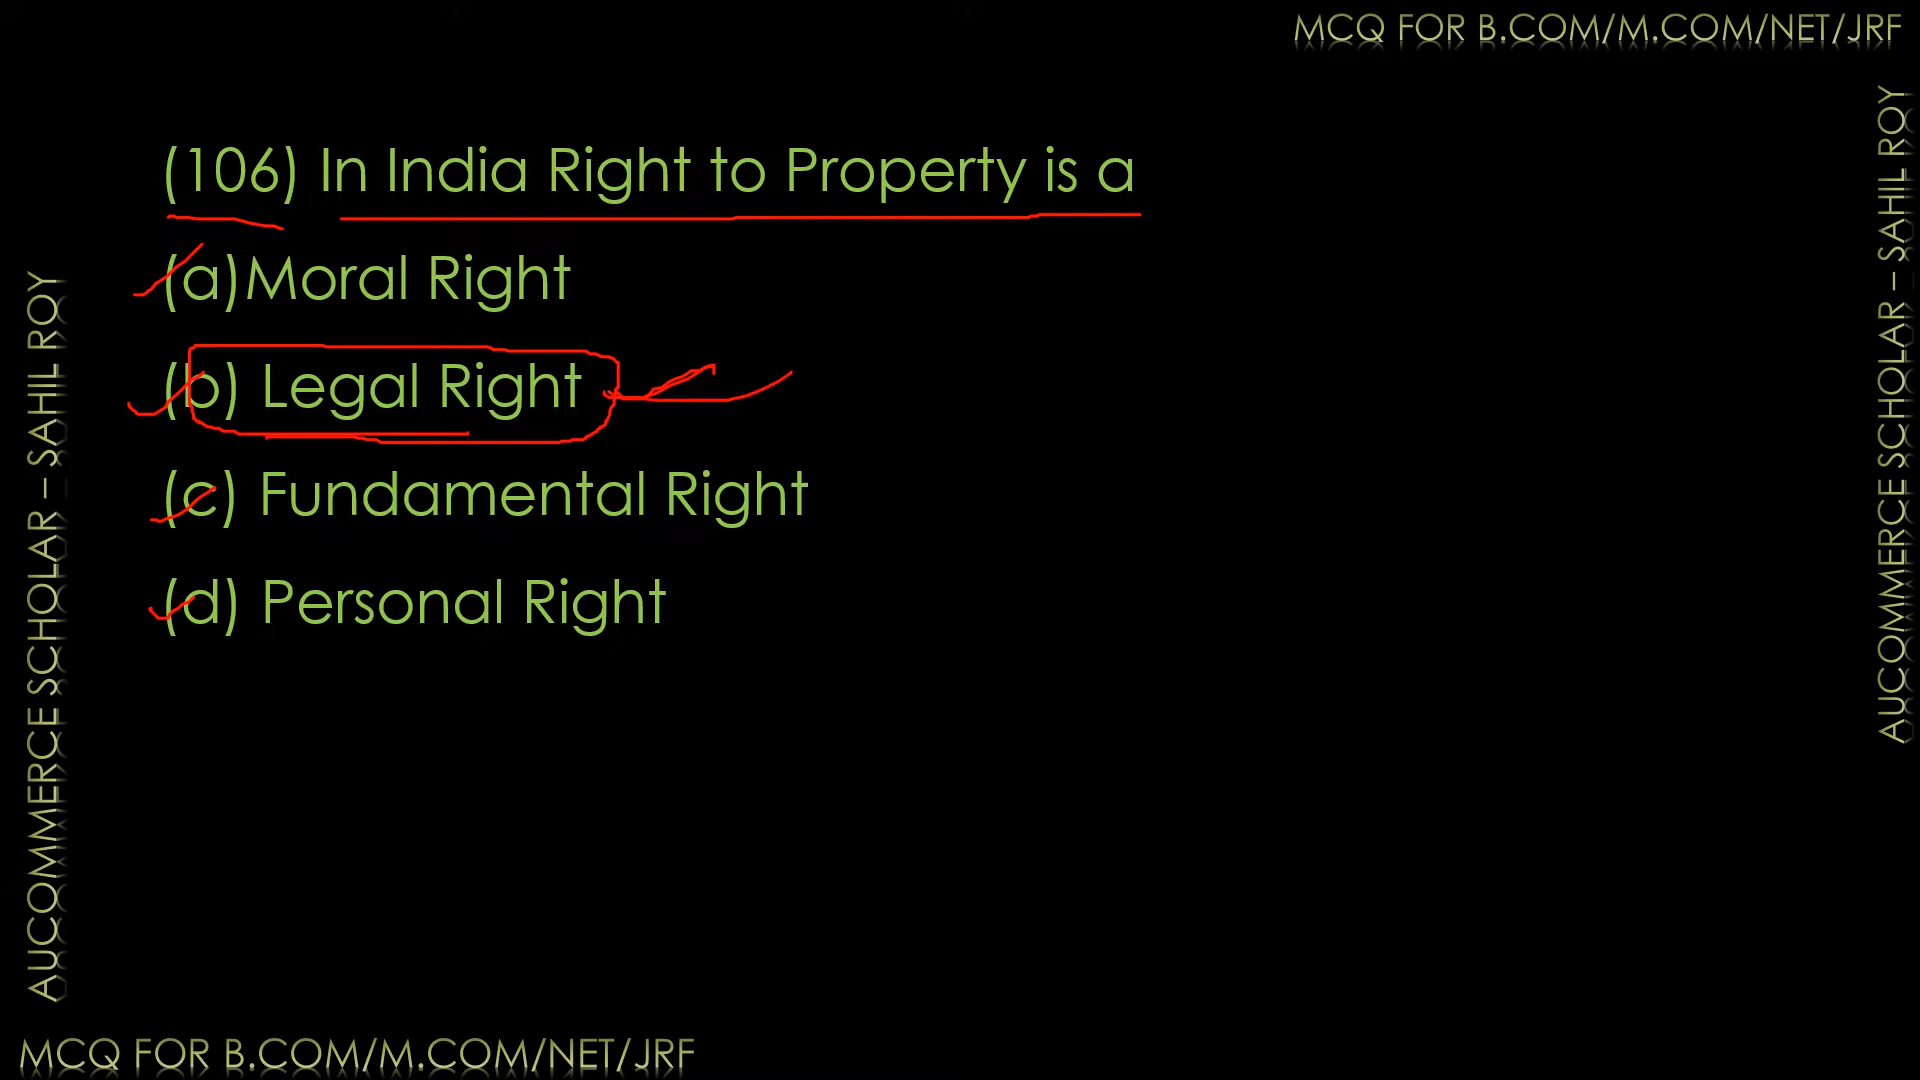 MCQ FOR B.COM/M.COM/NET/JRF
(106) In India Right to Property is a
(a)Moral Right
(b) Legal Right
(c) Fundamental Right
(d) Personal Right
AUCOMMERCE SCHOLAR – SAHIL ROY
AUCOMMERCE SCHOLAR – SAHIL ROY
MCQ FOR B.COM/M.COM/NET/JRF